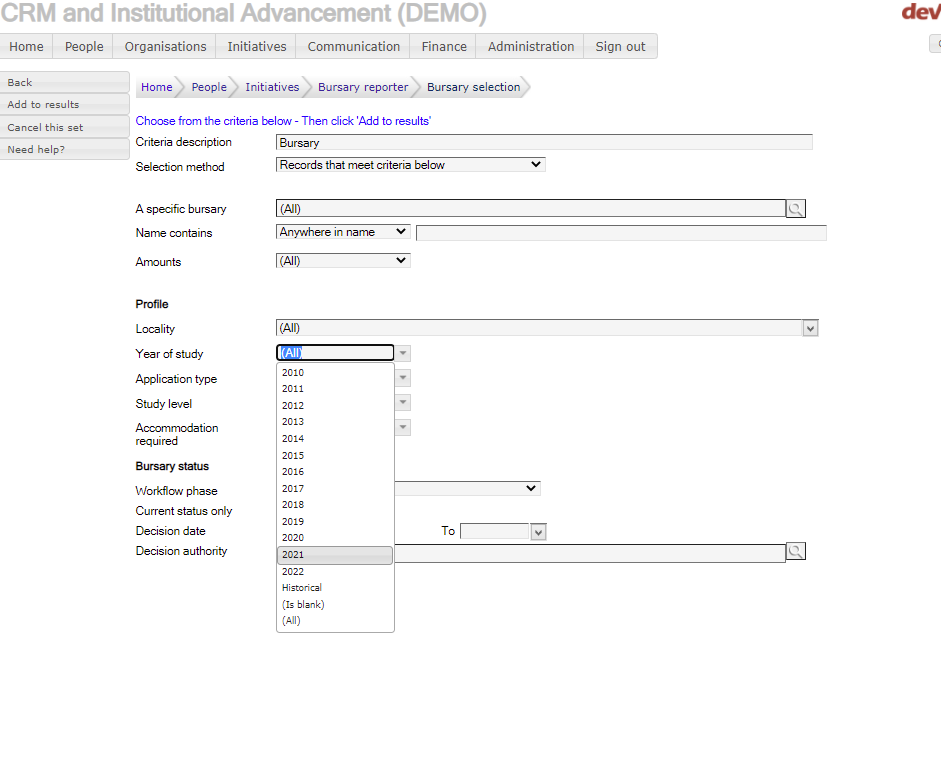 CRM and Institutional Advancement (DEMO)
dev
Home People Organisations Initiatives Communication Finance Administration Sign out
Back
Add to results
Cancel this set
Need help?
Home People Initiatives Bursary reporter Bursary selection
Choose from the criteria below - Then click 'Add to results'
Criteria description Bursary
Selection method Records that meet criteria below
A specific bursary (All)
Name contains Anywhere in name
Amounts (All)
Profile
Locality (All)
Year of study (All)
Application type
Study level
Accommodation
required
Bursary status
Workflow phase
Current status only
Decision date To
Decision authority
2010
2011
2012
2013
2014
2015
2016
2017
2018
2019
2020
2021
2022
Historical
(Is blank)
(All)